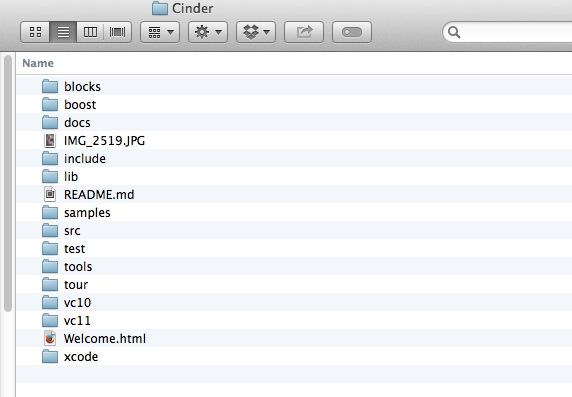 Cinder
Name
blocks
boost
docs
IMG_2519.JPG
include
lib
README.md
samples
src
test
tools
tour
vc10
vc11
Welcome.html
xcode